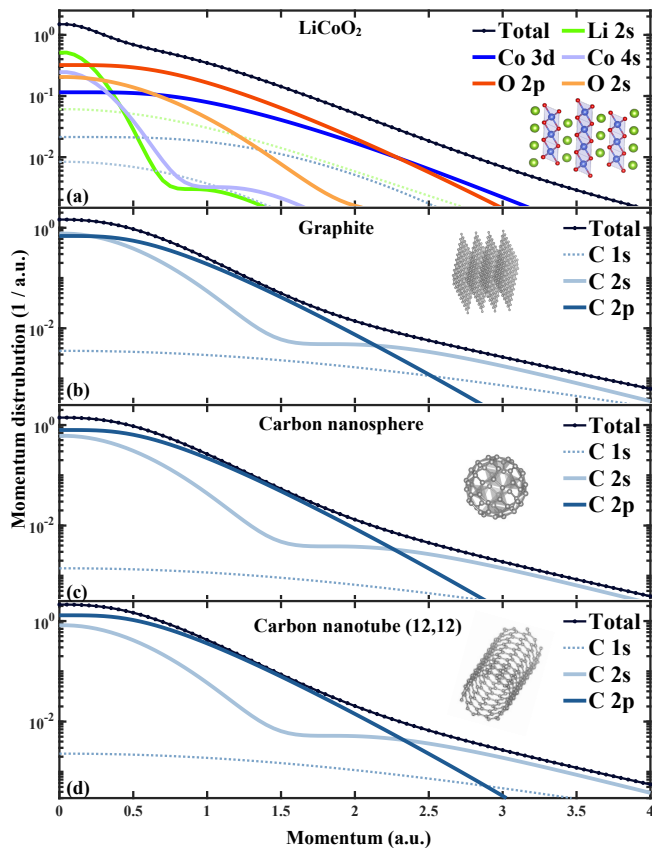 Momentum distrubution (1 / a.u.)
LiCoO₂
Total
Li 2s
Co 3d
Co 4s
O 2p
O 2s
10⁰
10⁻¹
10⁻²
(a)
Graphite
Total
C 1s
C 2s
C 2p
10⁰
10⁻²
(b)
Carbon nanosphere
Total
C 1s
C 2s
C 2p
10⁰
10⁻²
(c)
Carbon nanotube (12,12)
Total
C 1s
C 2s
C 2p
10⁰
10⁻²
(d)
0 0.5 1 1.5 2 2.5 3 3.5 4
Momentum (a.u.)